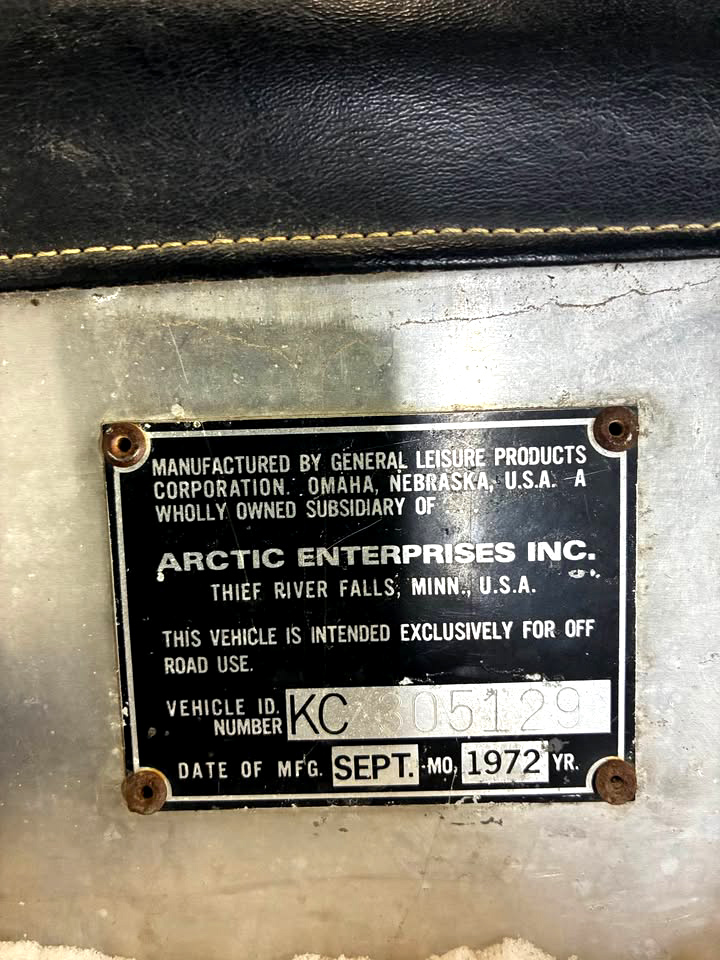 MANUFACTURED BY GENERAL LEISURE PRODUCTS
CORPORATION. OMAHA, NEBRASKA, U.S.A. A
WHOLLY OWNED SUBSIDIARY OF
ARCTIC ENTERPRISES INC.
THIEF RIVER FALLS, MINN., U.S.A.
THIS VEHICLE IS INTENDED EXCLUSIVELY FOR OFF
ROAD USE.
VEHICLE ID. NUMBER KC 305129
DATE OF MFG. SEPT. MO. 1972 YR.